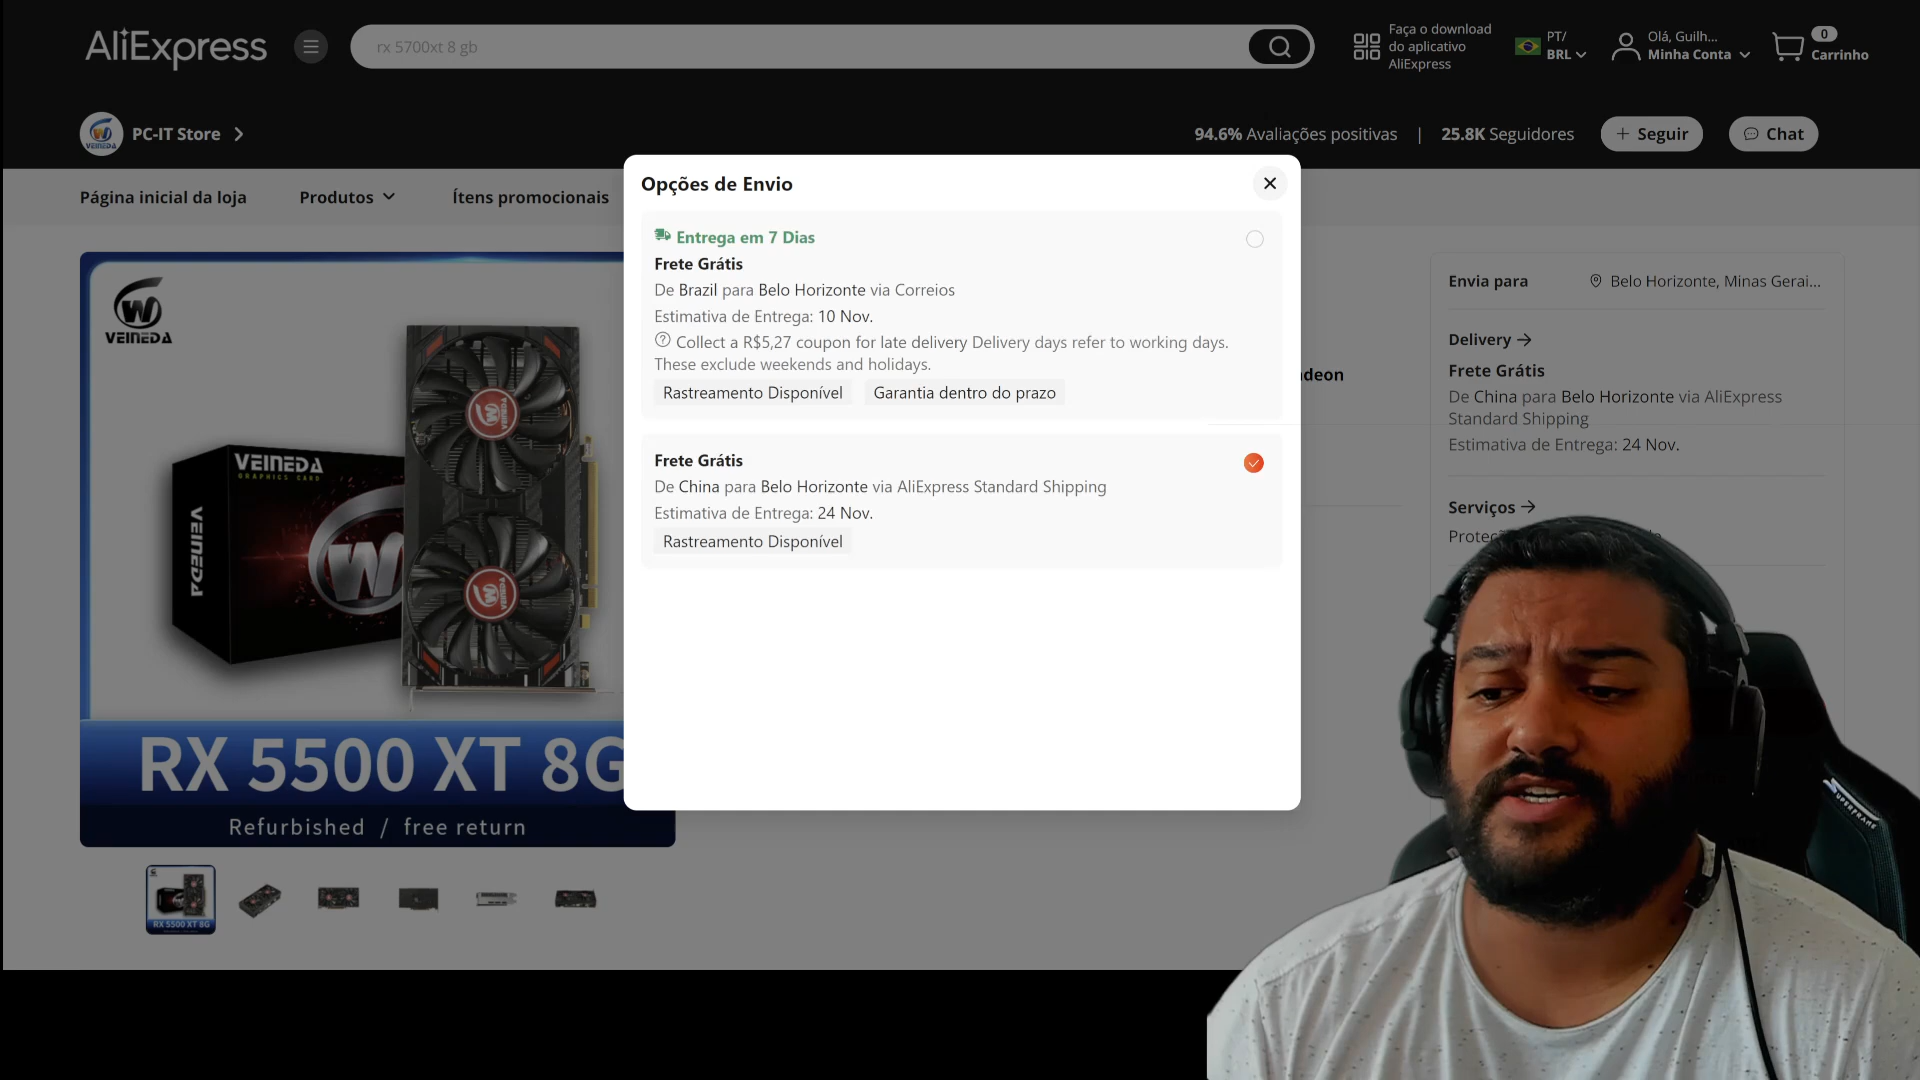 AliExpress
rx 5700xt 8 gb
Faça o download
do aplicativo
AliExpress
PT/
BRL
Olá, Guilh...
Minha Conta
0
Carrinho
PC-IT Store
94.6% Avaliações positivas | 25.8K Seguidores
+ Seguir
Chat
Página inicial da loja
Produtos
Ítens promocionais
Opções de Envio
Entrega em 7 Dias
Frete Grátis
De Brazil para Belo Horizonte via Correios
Estimativa de Entrega: 10 Nov.
Collect a R$5,27 coupon for late delivery Delivery days refer to working days.
These exclude weekends and holidays.
Rastreamento Disponível
Garantia dentro do prazo
Frete Grátis
De China para Belo Horizonte via AliExpress Standard Shipping
Estimativa de Entrega: 24 Nov.
Rastreamento Disponível
Envia para
Belo Horizonte, Minas Gerai...
Delivery
Frete Grátis
De China para Belo Horizonte via AliExpress
Standard Shipping
Estimativa de Entrega: 24 Nov.
Serviços
VEINEDA
VEINEDA
GRAPHICS CARD
VEINEDA
RX 5500 XT 8G
Refurbished / free return
RX 5500 XT 8G